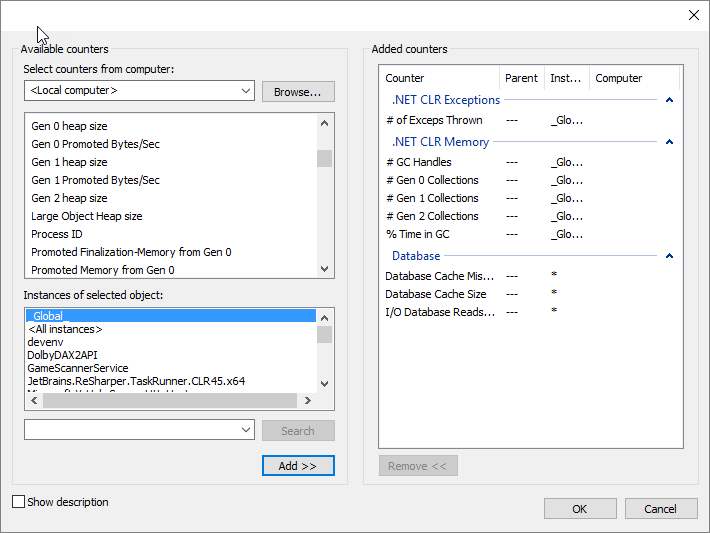 Available counters
Select counters from computer:
<Local computer>
Browse...
Gen 0 heap size
Gen 0 Promoted Bytes/Sec
Gen 1 heap size
Gen 1 Promoted Bytes/Sec
Gen 2 heap size
Large Object Heap size
Process ID
Promoted Finalization-Memory from Gen 0
Promoted Memory from Gen 0
Instances of selected object:
_Global_
<All instances>
devenv
DolbyDAX2API
GameScannerService
JetBrains.ReSharper.TaskRunner.CLR45.x64
Search
Add >>
Show description
Added counters
Counter Parent Inst... Computer
.NET CLR Exceptions
# of Exceps Thrown --- _Glo...
.NET CLR Memory
# GC Handles --- _Glo...
# Gen 0 Collections --- _Glo...
# Gen 1 Collections --- _Glo...
# Gen 2 Collections --- _Glo...
% Time in GC --- _Glo...
Database
Database Cache Mis... --- *
Database Cache Size --- *
I/O Database Reads... --- *
Remove <<
OK
Cancel